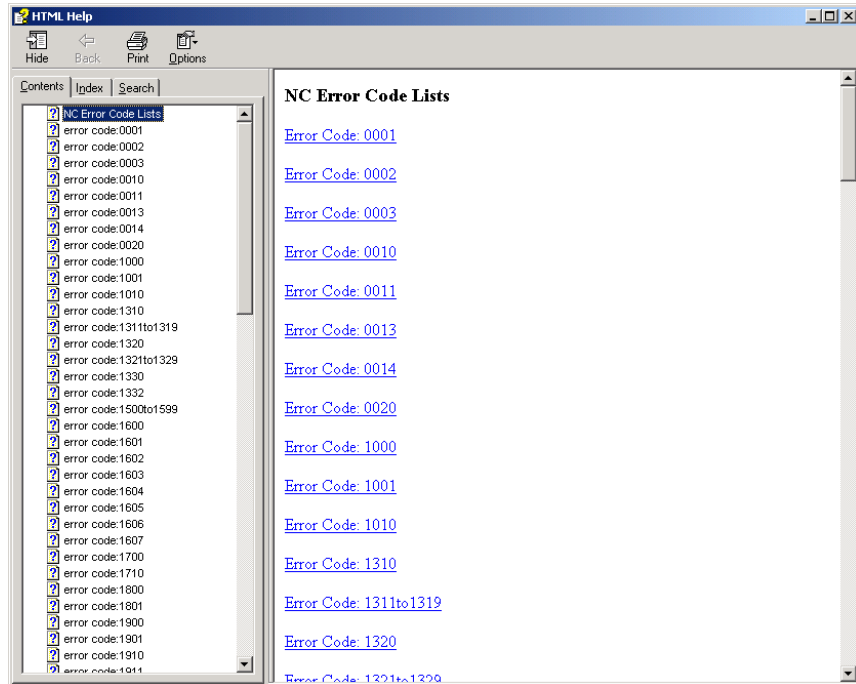 HTML Help
Hide Back Print Options
Contents Index Search
NC Error Code Lists
error code:0001
error code:0002
error code:0003
error code:0010
error code:0011
error code:0013
error code:0014
error code:0020
error code:1000
error code:1001
error code:1010
error code:1310
error code:1311to1319
error code:1320
error code:1321to1329
error code:1330
error code:1332
error code:1500to1599
error code:1600
error code:1601
error code:1602
error code:1603
error code:1604
error code:1605
error code:1606
error code:1607
error code:1700
error code:1710
error code:1800
error code:1801
error code:1900
error code:1901
error code:1910
error code:1911
NC Error Code Lists
Error Code: 0001
Error Code: 0002
Error Code: 0003
Error Code: 0010
Error Code: 0011
Error Code: 0013
Error Code: 0014
Error Code: 0020
Error Code: 1000
Error Code: 1001
Error Code: 1010
Error Code: 1310
Error Code: 1311to1319
Error Code: 1320
Error Code: 1321to1329